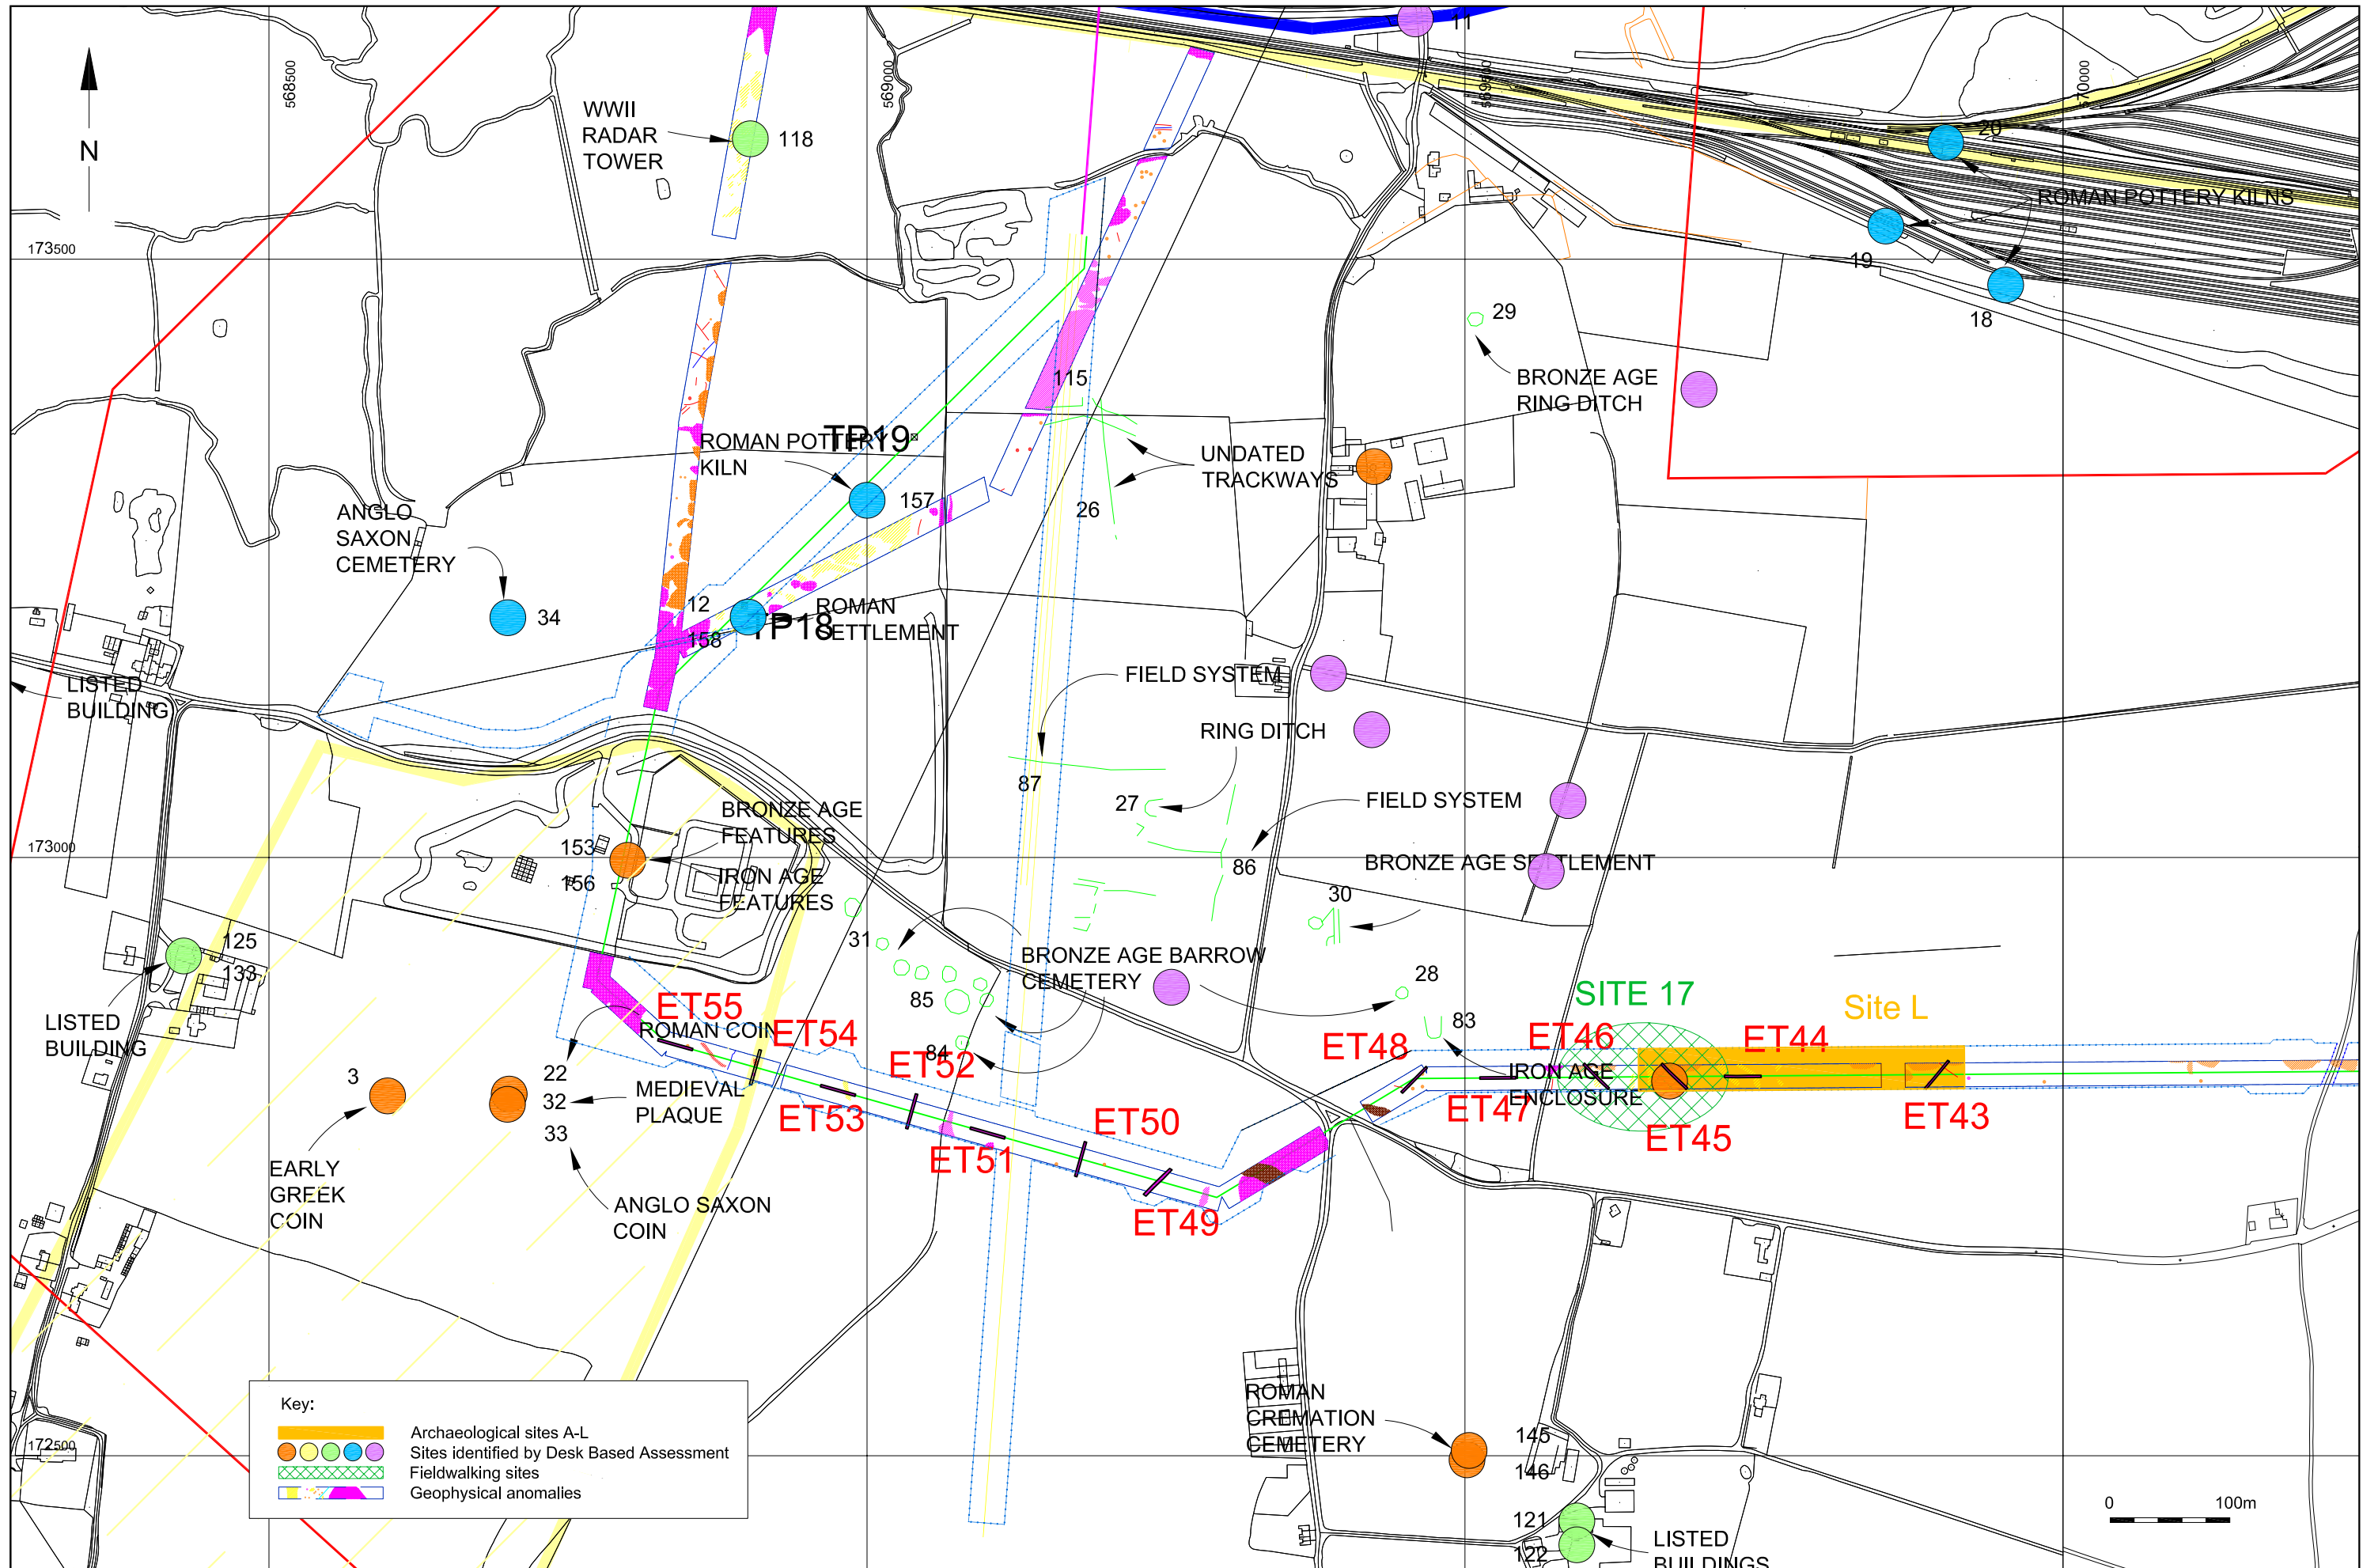 11
568500
569000
569500
570000
N
WWII
RADAR
TOWER
118
20
ROMAN POTTERY KILNS
19
18
173500
29
BRONZE AGE
RING DITCH
115
ROMAN POTTERY
KILN
TP19
157
UNDATED
TRACKWAYS
26
ANGLO
SAXON
CEMETERY
34
12
158
TP18
ROMAN
SETTLEMENT
LISTED
BUILDING
FIELD SYSTEM
RING DITCH
87
27
FIELD SYSTEM
86
BRONZE AGE
FEATURES
153
156
IRON AGE
FEATURES
173000
BRONZE AGE SETTLEMENT
30
31
85
84
BRONZE AGE BARROW
CEMETERY
28
83
125
133
LISTED
BUILDING
SITE 17
Site L
ET55
ROMAN COIN
ET54
ET52
ET48
ET46
ET44
IRON AGE
ENCLOSURE
3
22
32
33
MEDIEVAL
PLAQUE
ET53
ET51
ET50
ET49
ET47
ET45
ET43
EARLY
GREEK
COIN
ANGLO SAXON
COIN
ROMAN
CREMATION
CEMETERY
145
146
121
122
LISTED
BUILDINGS
172500
Key:
Archaeological sites A-L
Sites identified by Desk Based Assessment
Fieldwalking sites
Geophysical anomalies
0 100m